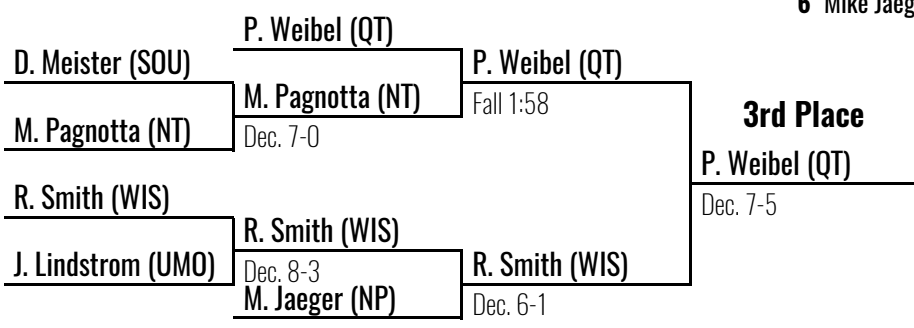 6 Mike Jaeg
P. Weibel (QT)
D. Meister (SOU)
P. Weibel (QT)
M. Pagnotta (NT)
Fall 1:58
3rd Place
M. Pagnotta (NT)
Dec. 7-0
P. Weibel (QT)
R. Smith (WIS)
Dec. 7-5
R. Smith (WIS)
J. Lindstrom (UMO)
Dec. 8-3
R. Smith (WIS)
M. Jaeger (NP)
Dec. 6-1